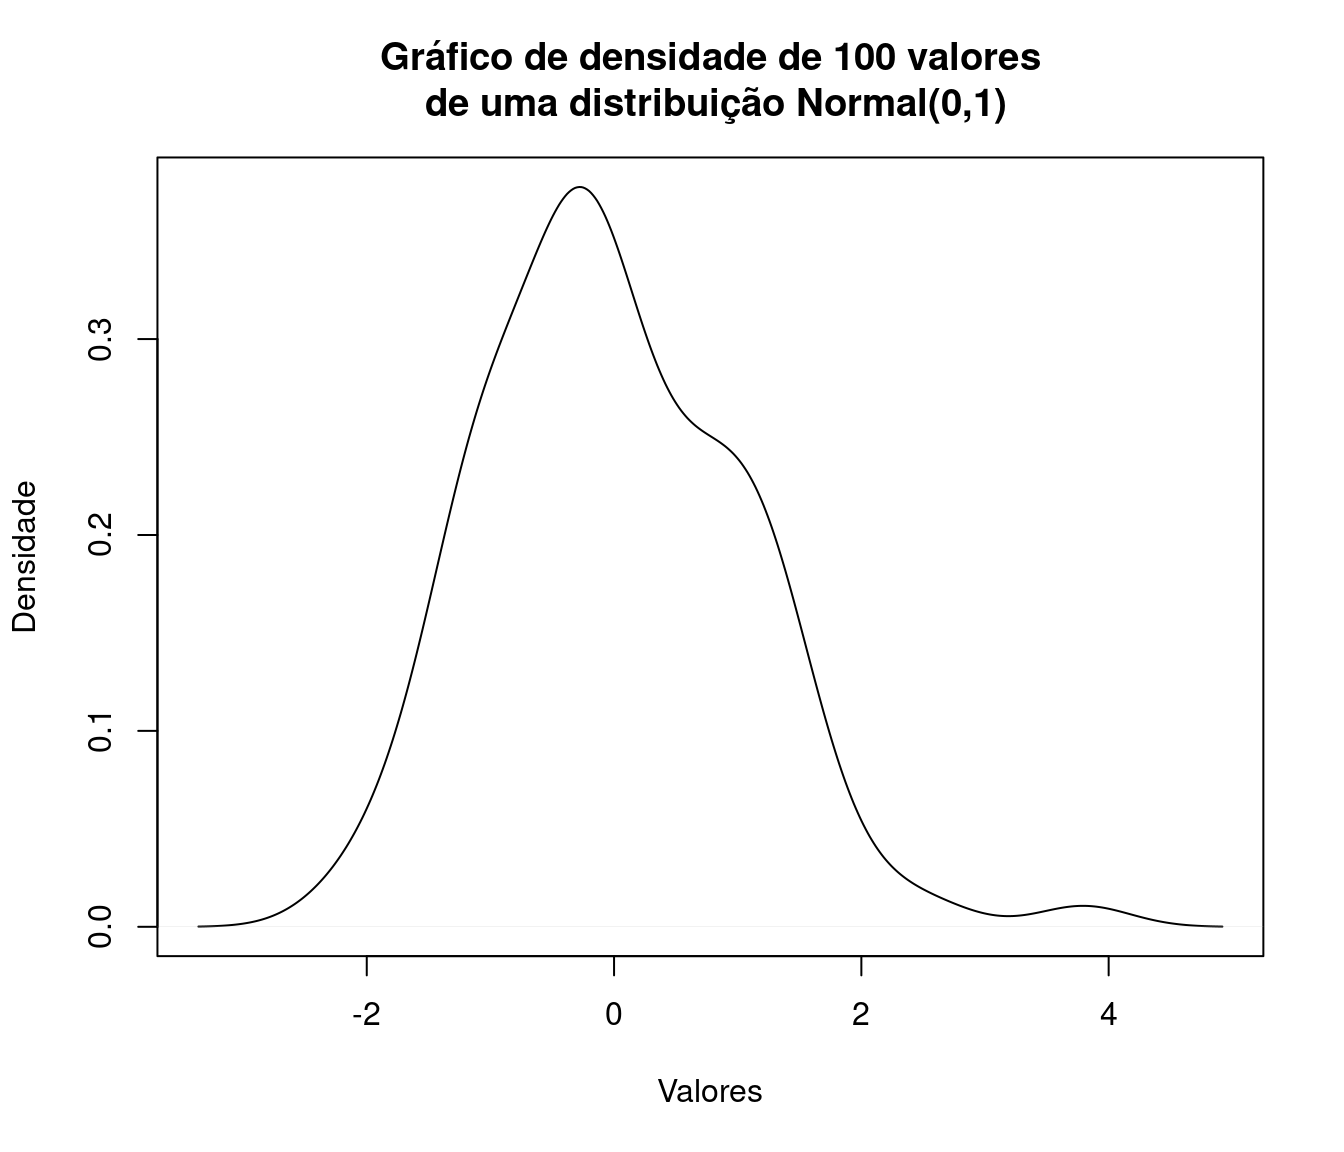 Gráfico de densidade de 100 valores
de uma distribuição Normal(0,1)
Densidade
0.3
0.2
0.1
0.0
-2 0 2 4
Valores